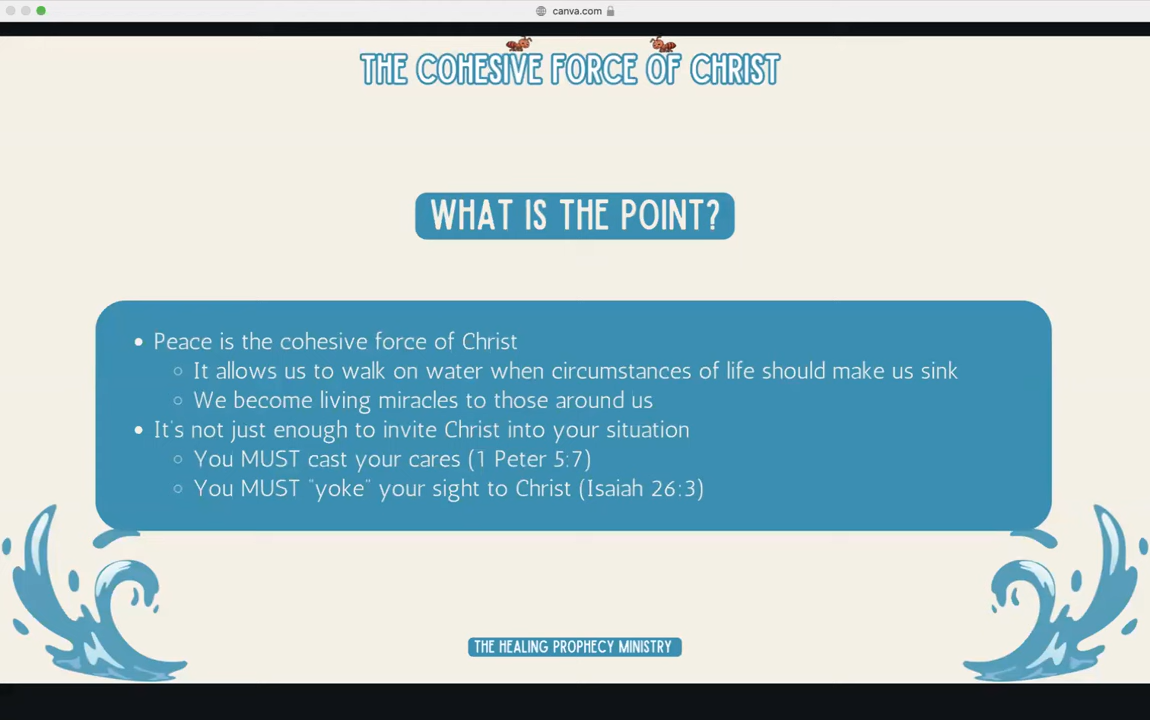 canva.com
THE COHESIVE FORCE OF CHRIST
WHAT IS THE POINT?
• Peace is the cohesive force of Christ
○ It allows us to walk on water when circumstances of life should make us sink
○ We become living miracles to those around us
• It's not just enough to invite Christ into your situation
○ You MUST cast your cares (1 Peter 5:7)
○ You MUST "yoke" your sight to Christ (Isaiah 26:3)
THE HEALING PROPHECY MINISTRY